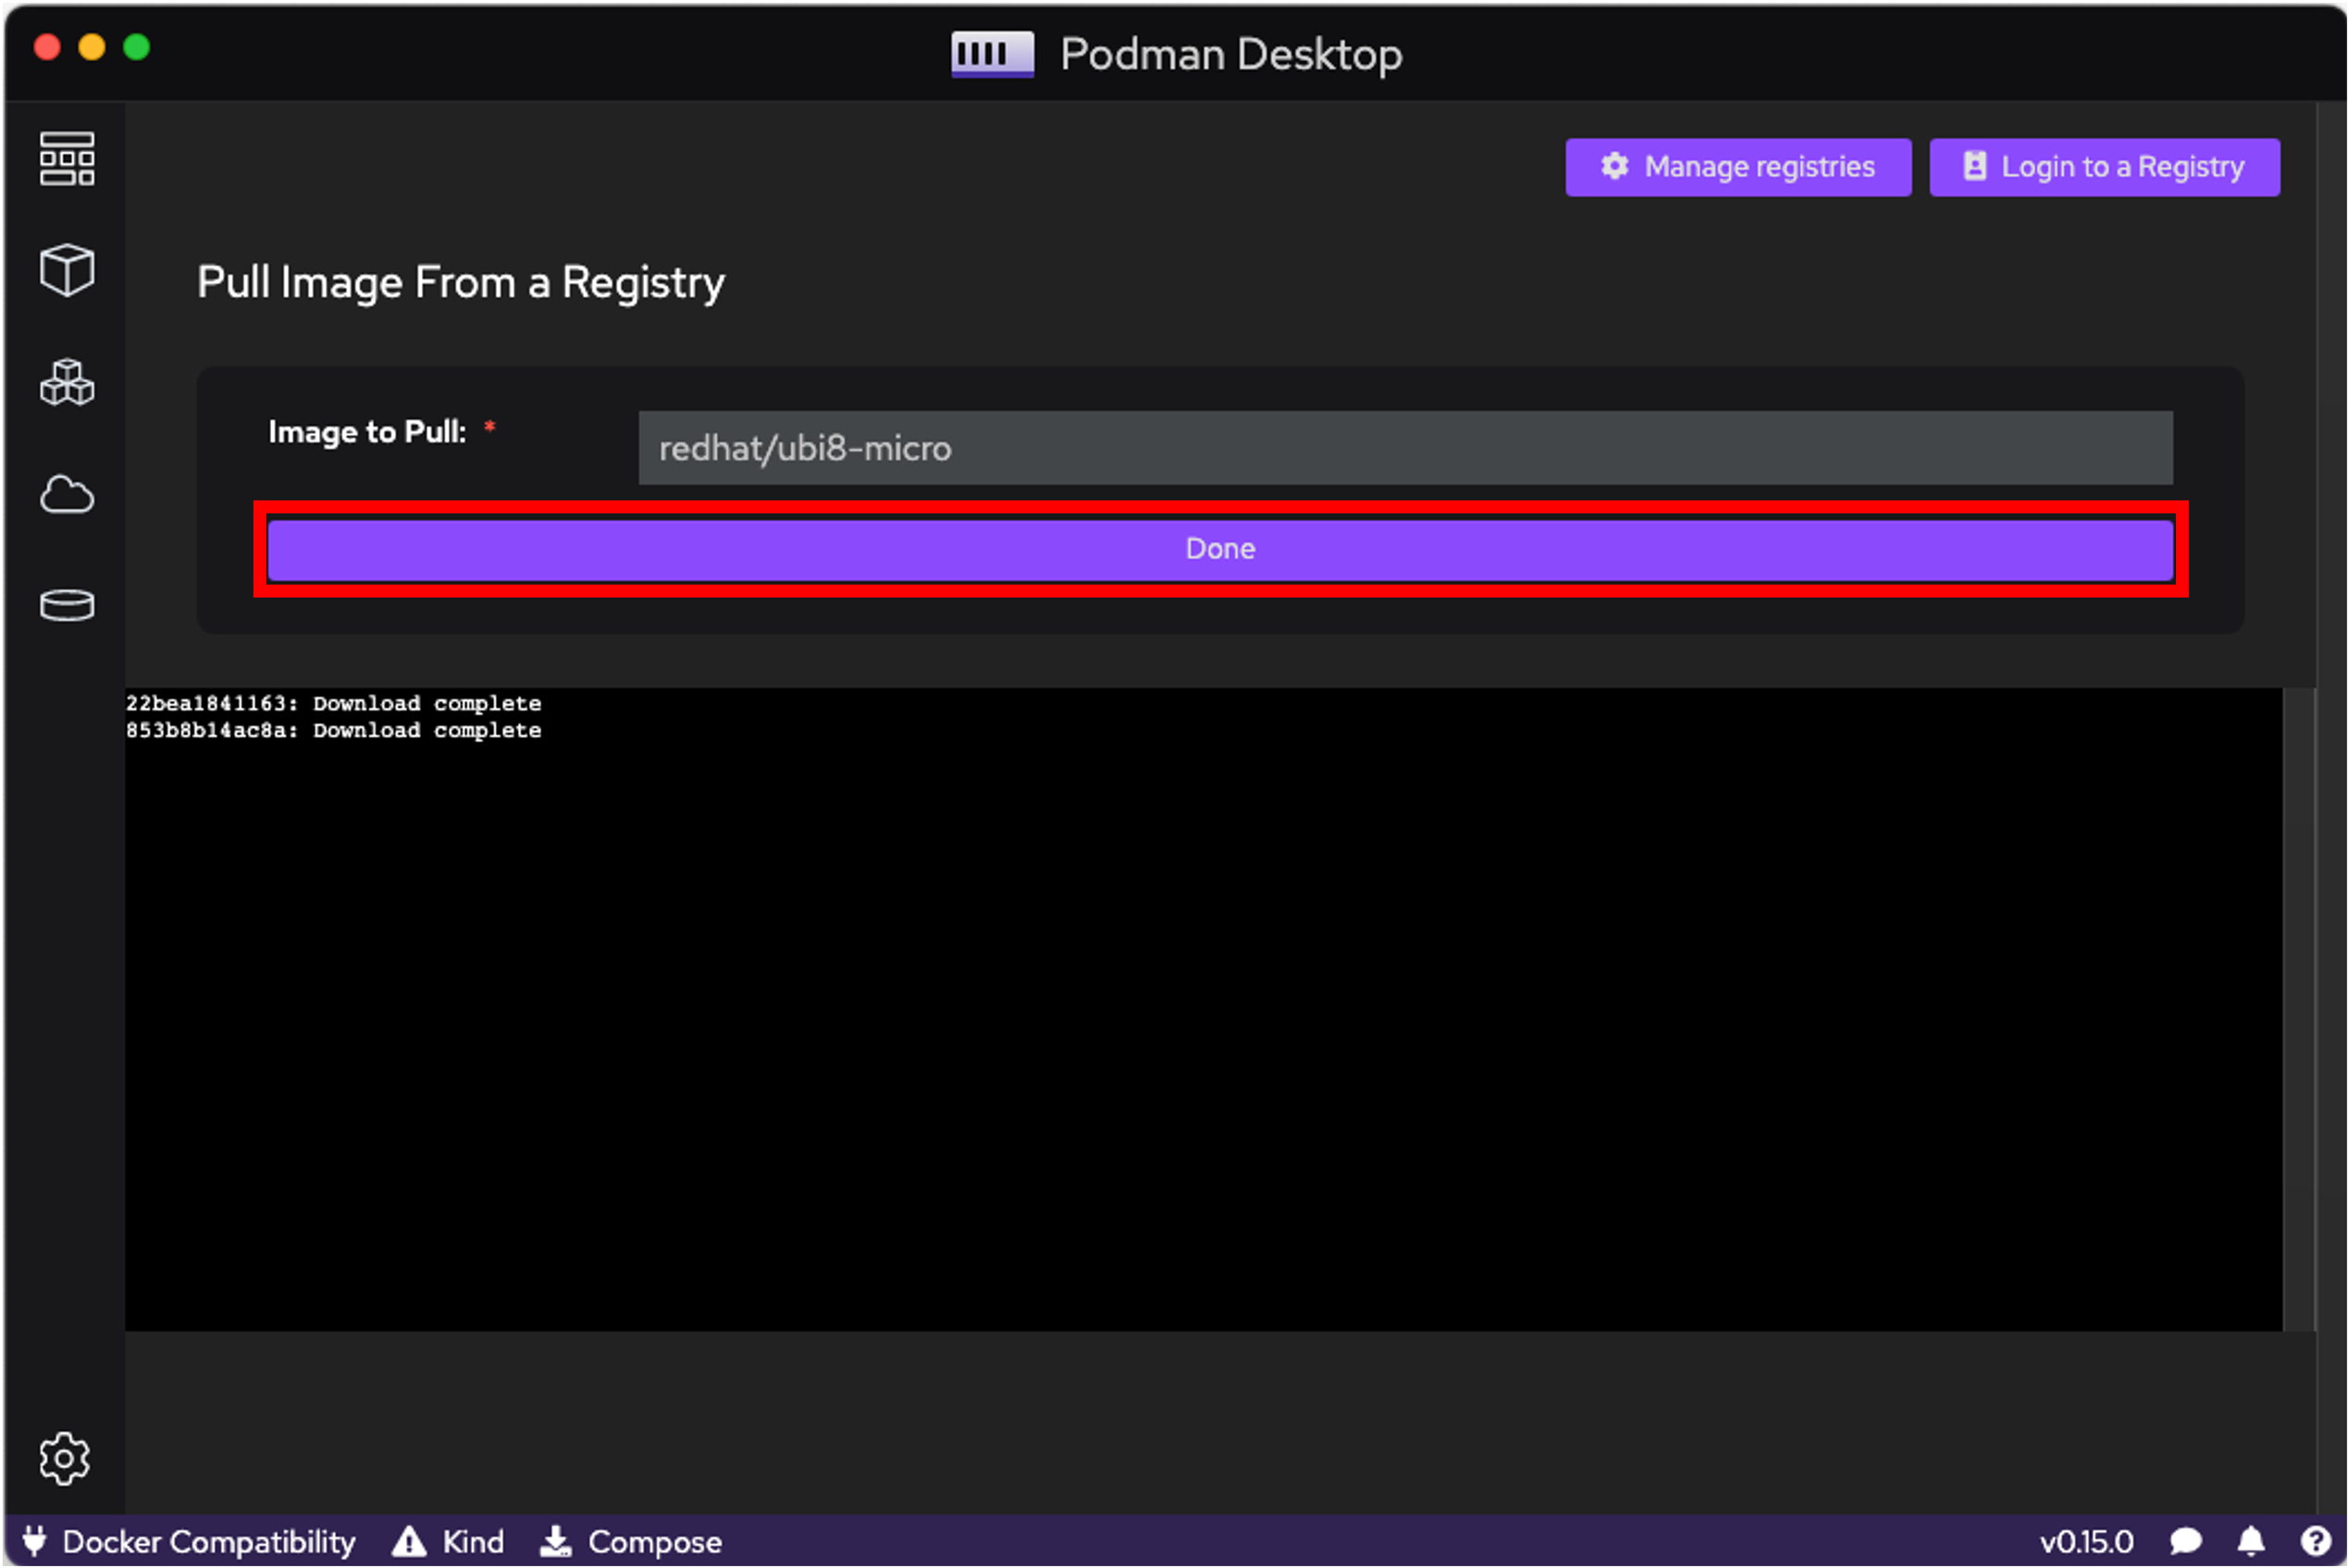 Podman Desktop
Manage registries
Login to a Registry
Pull Image From a Registry
Image to Pull: *
redhat/ubi8-micro
Done
22bea1841163: Download complete
853b8b14ac8a: Download complete
Docker Compatibility
Kind
Compose
v0.15.0